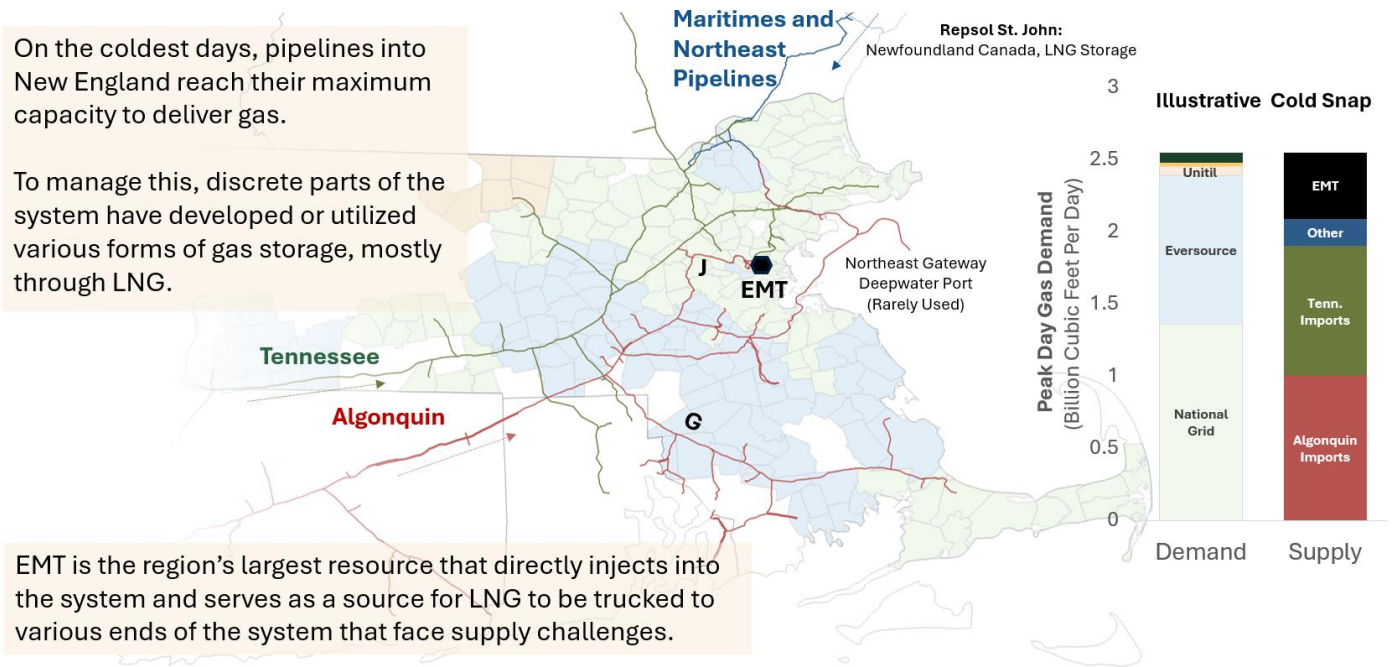 On the coldest days, pipelines into
New England reach their maximum
capacity to deliver gas.
To manage this, discrete parts of the
system have developed or utilized
various forms of gas storage, mostly
through LNG.
Maritimes and
Northeast
Pipelines
Repsol St. John:
Newfoundland Canada, LNG Storage
J
EMT
Northeast Gateway
Deepwater Port
(Rarely Used)
Tennessee
Algonquin
G
EMT is the region's largest resource that directly injects into
the system and serves as a source for LNG to be trucked to
various ends of the system that face supply challenges.
Illustrative Cold Snap
Peak Day Gas Demand
(Billion Cubic Feet Per Day)
3
2.5
2
1.5
1
0.5
0
Unitil
Eversource
National
Grid
EMT
Other
Tenn.
Imports
Algonquin
Imports
Demand
Supply